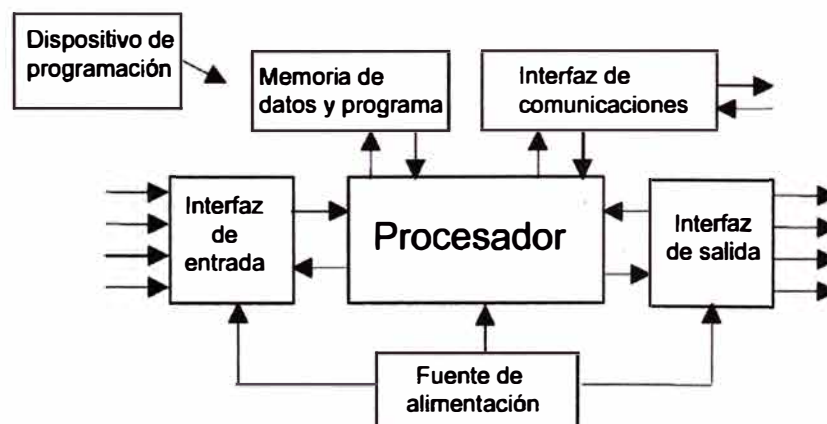 Dispositivo de
programación
Memoria de
datos y programa
Interfaz de
comunicaciones
Interfaz
de
entrada
Procesador
Interfaz
de salida
Fuente de
alimentación